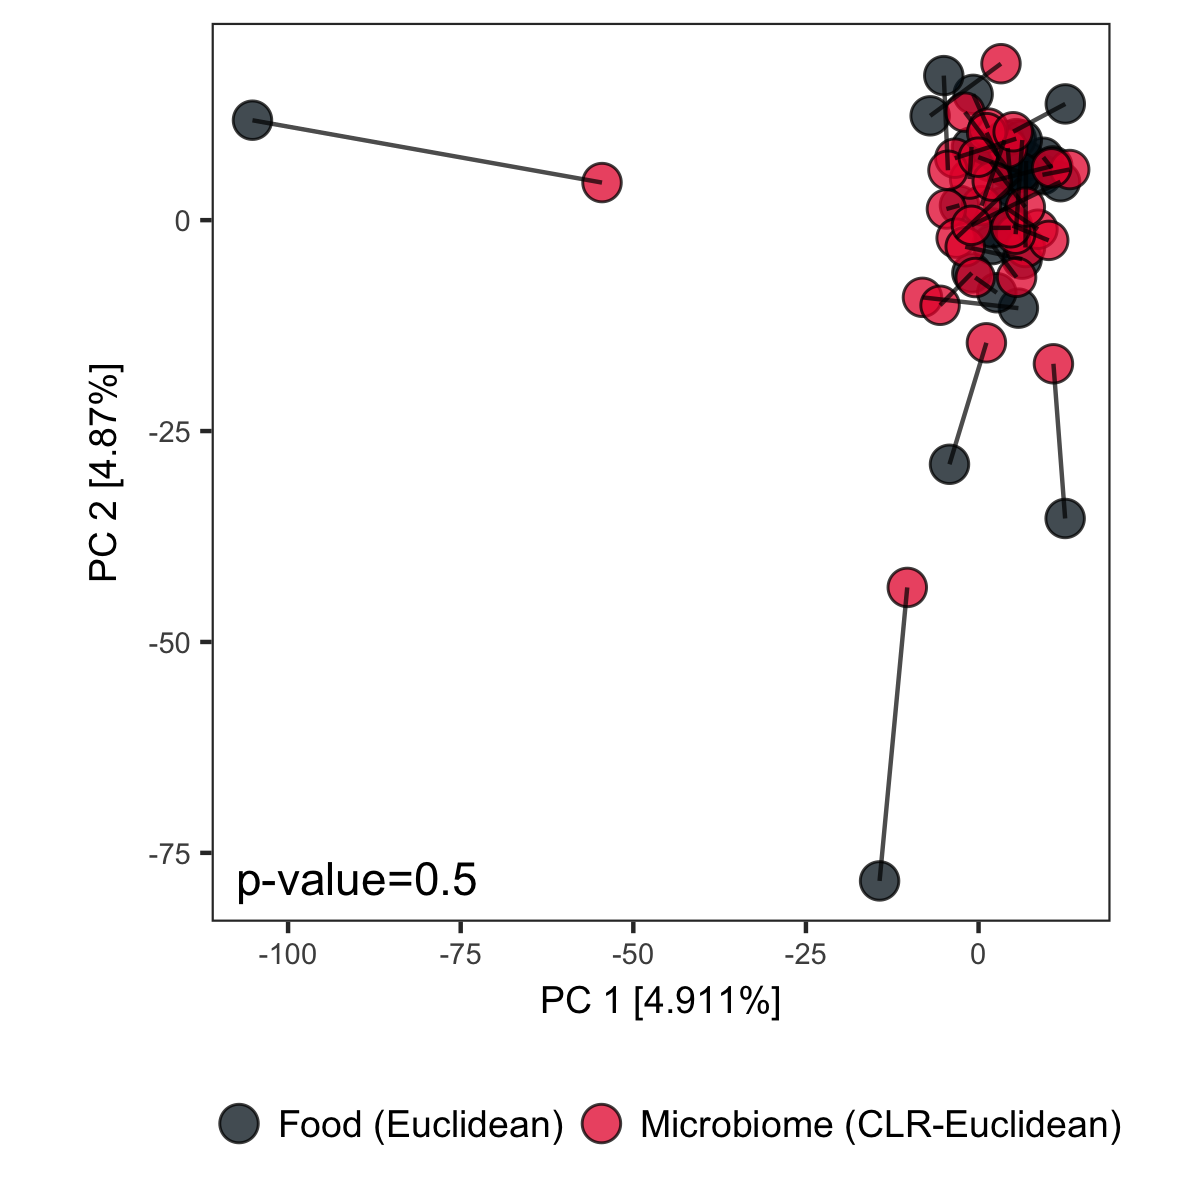 0
-25
-50
-75
PC 2 [4.87%]
p-value=0.5
-100 -75 -50 -25 0
PC 1 [4.911%]
Food (Euclidean) Microbiome (CLR-Euclidean)